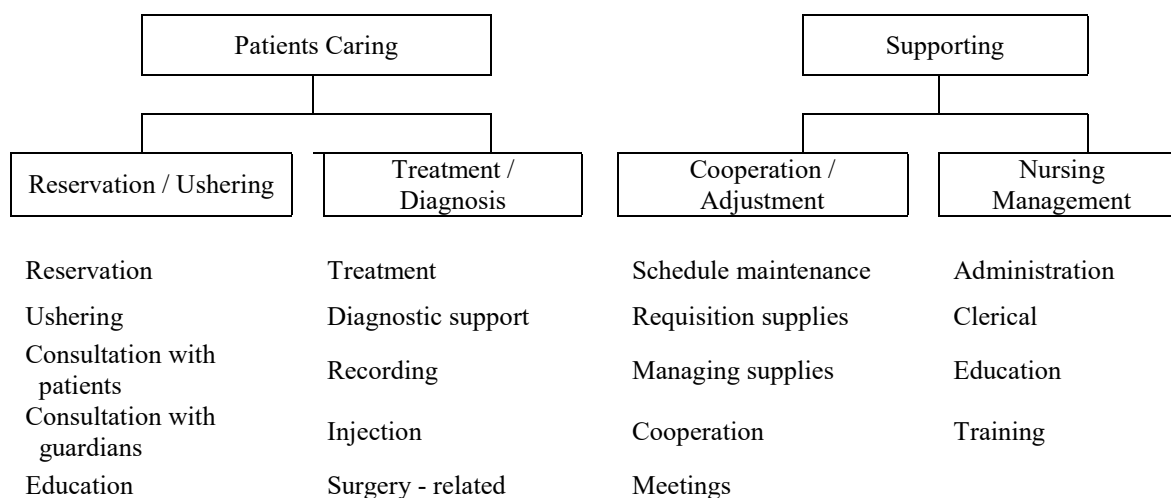 Patients Caring
Supporting
Reservation / Ushering
Treatment /
Diagnosis
Cooperation /
Adjustment
Nursing
Management
Reservation
Treatment
Schedule maintenance
Administration
Ushering
Diagnostic support
Requisition supplies
Clerical
Consultation with
patients
Recording
Managing supplies
Education
Consultation with
guardians
Injection
Cooperation
Training
Education
Surgery - related
Meetings